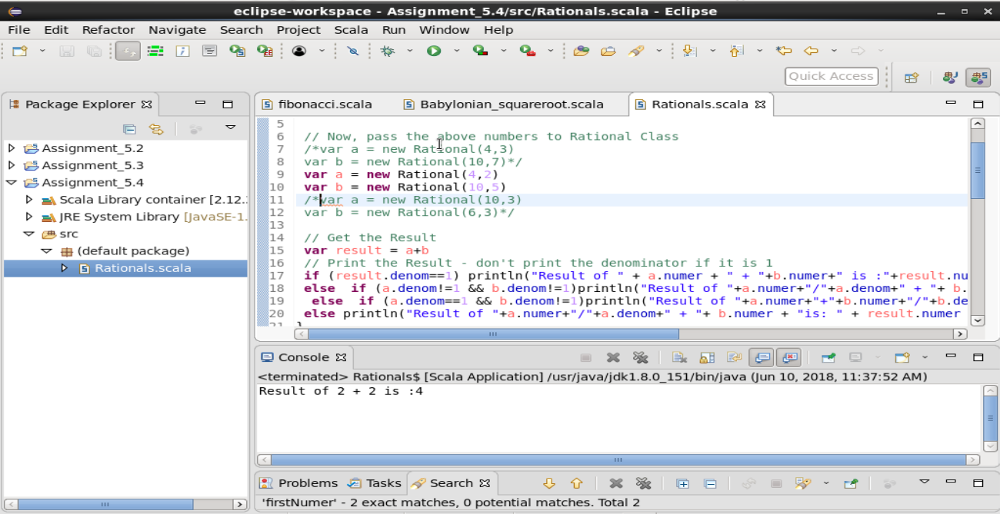 eclipse-workspace - Assignment_5.4/src/Rationals.scala - Eclipse
File Edit Refactor Navigate Search Project Scala Run Window Help
Quick Access
Package Explorer
Assignment_5.2
Assignment_5.3
Assignment_5.4
Scala Library container [2.12.
JRE System Library [JavaSE-1.
src
(default package)
Rationals.scala
fibonacci.scala Babylonian_squareroot.scala Rationals.scala
5
6 // Now, pass the above numbers to Rational Class
7 /*var a = new Rational(4,3)
8 var b = new Rational(10,7)*/
9 var a = new Rational(4,2)
10 var b = new Rational(10,5)
11 /*var a = new Rational(10,3)
12 var b = new Rational(6,3)*/
13
14 // Get the Result
15 var result = a+b
16 // Print the Result - don't print the denominator if it is 1
17 if (result.denom==1) println("Result of " + a.numer + " + "+b.numer+" is :"+result.nu
18 else  if (a.denom!=1 && b.denom!=1)println("Result of "+a.numer+"/"+a.denom+" + "+ b.
19  else  if (a.denom==1 && b.denom!=1)println("Result of "+a.numer+"+"+b.numer+"/"+b.de
20 else println("Result of "+a.numer+"/"+a.denom+" + "+ b.numer + "is: " + result.numer
21 }
Console
<terminated> Rationals$ [Scala Application] /usr/java/jdk1.8.0_151/bin/java (Jun 10, 2018, 11:37:52 AM)
Result of 2 + 2 is :4
Problems Tasks Search
'firstNumer' - 2 exact matches, 0 potential matches. Total 2